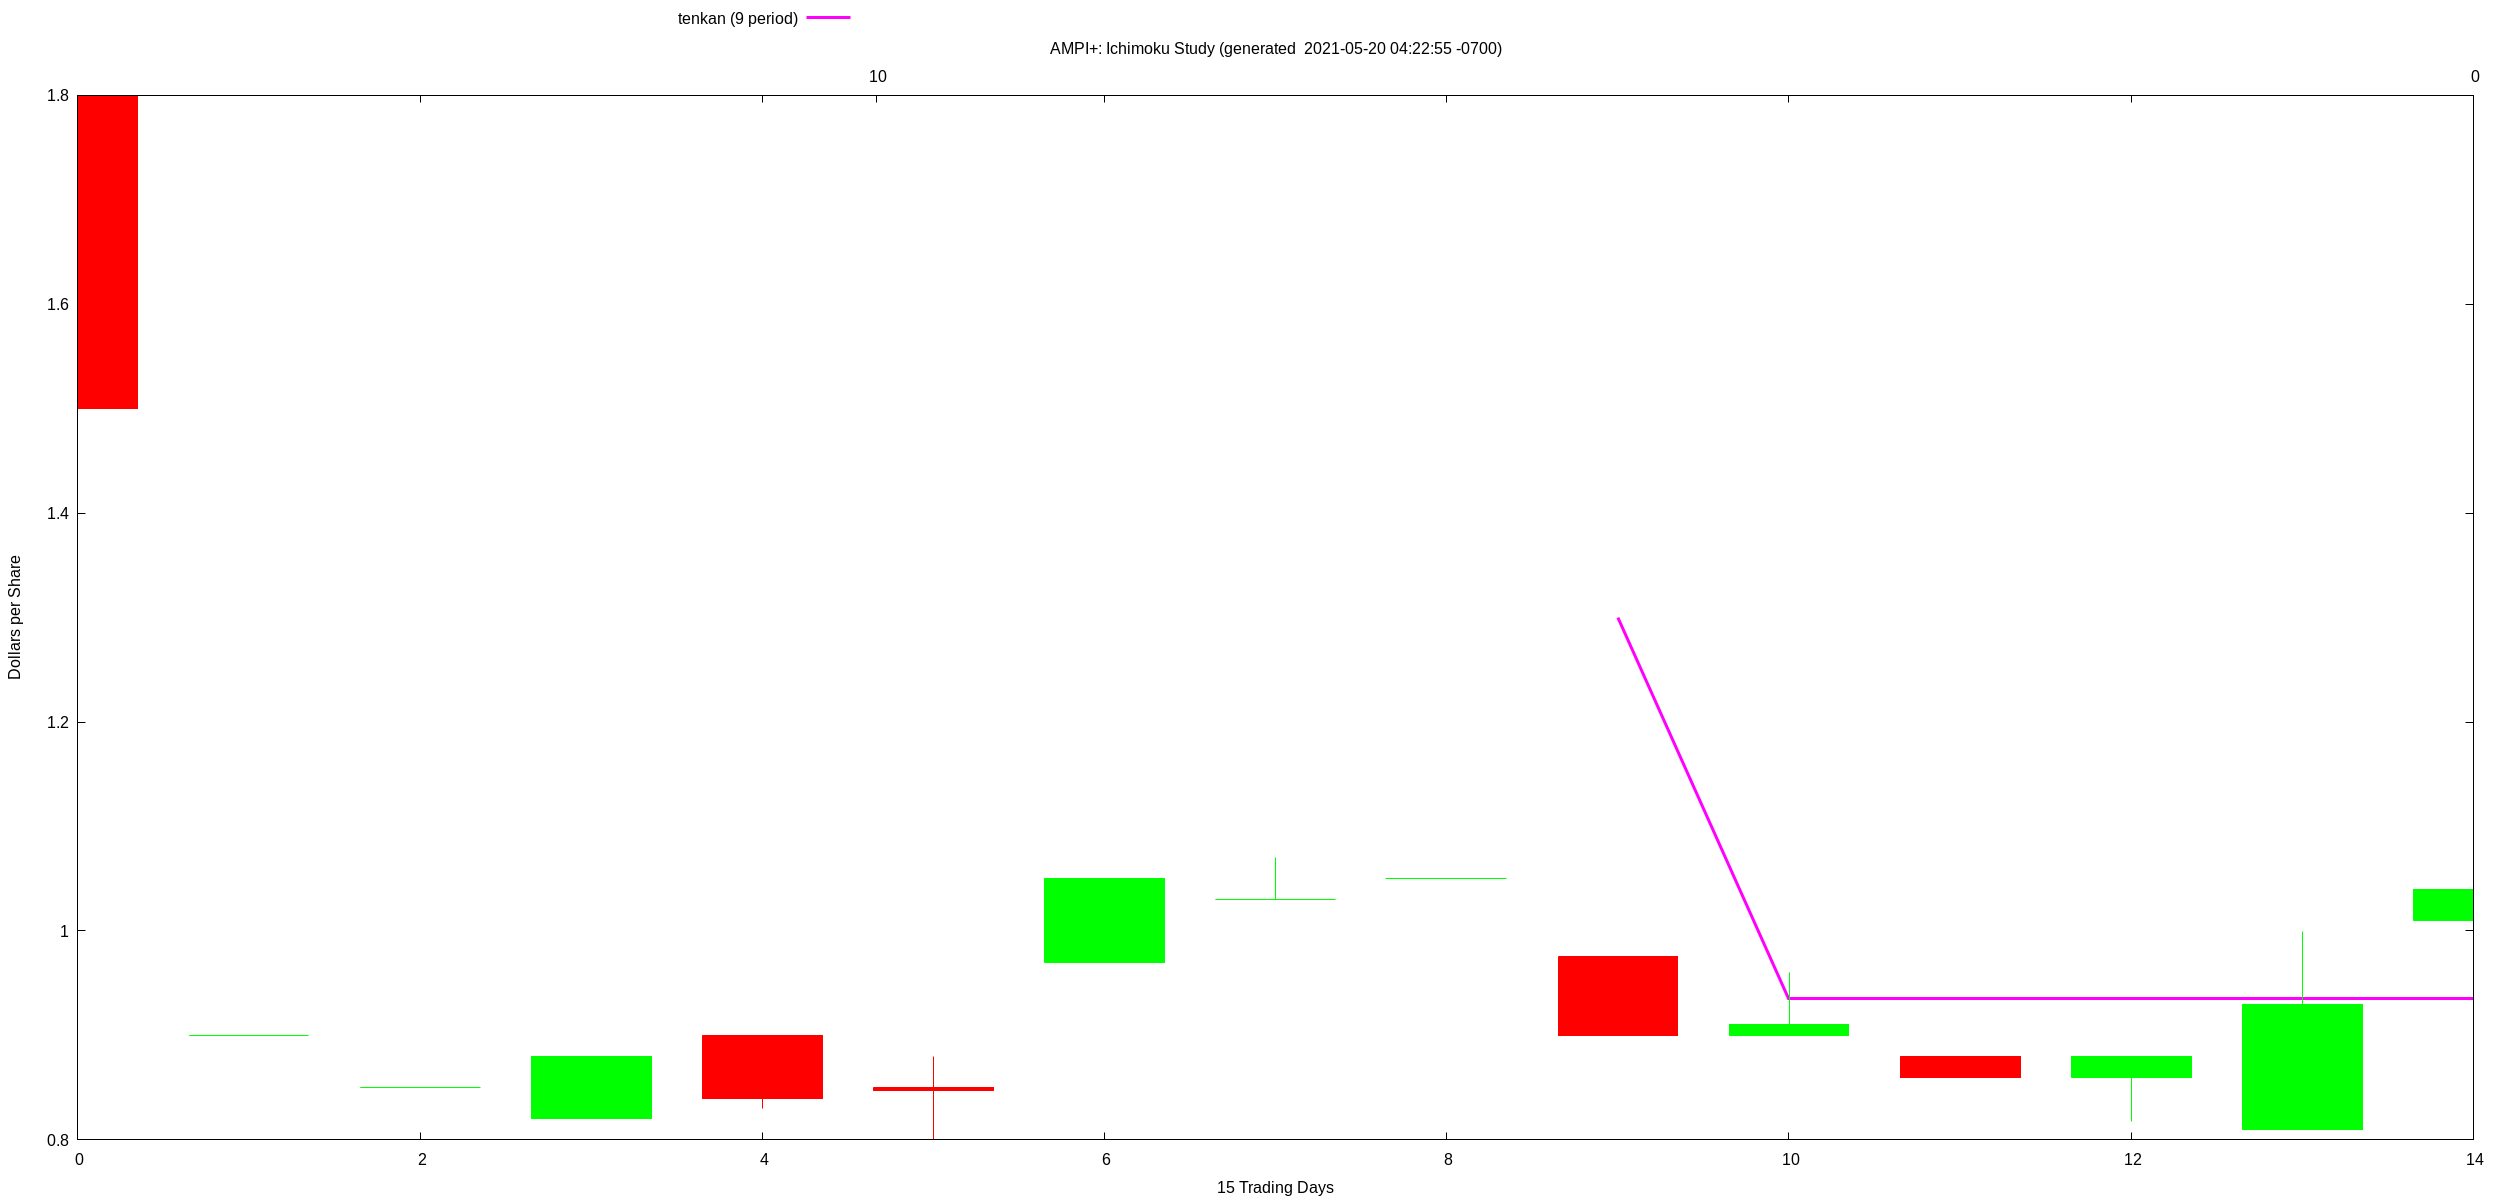 tenkan (9 period)
AMPI+: Ichimoku Study (generated  2021-05-20 04:22:55 -0700)
10 0
1.8
1.6
1.4
1.2
1
0.8
Dollars per Share
0 2 4 6 8 10 12 14
15 Trading Days